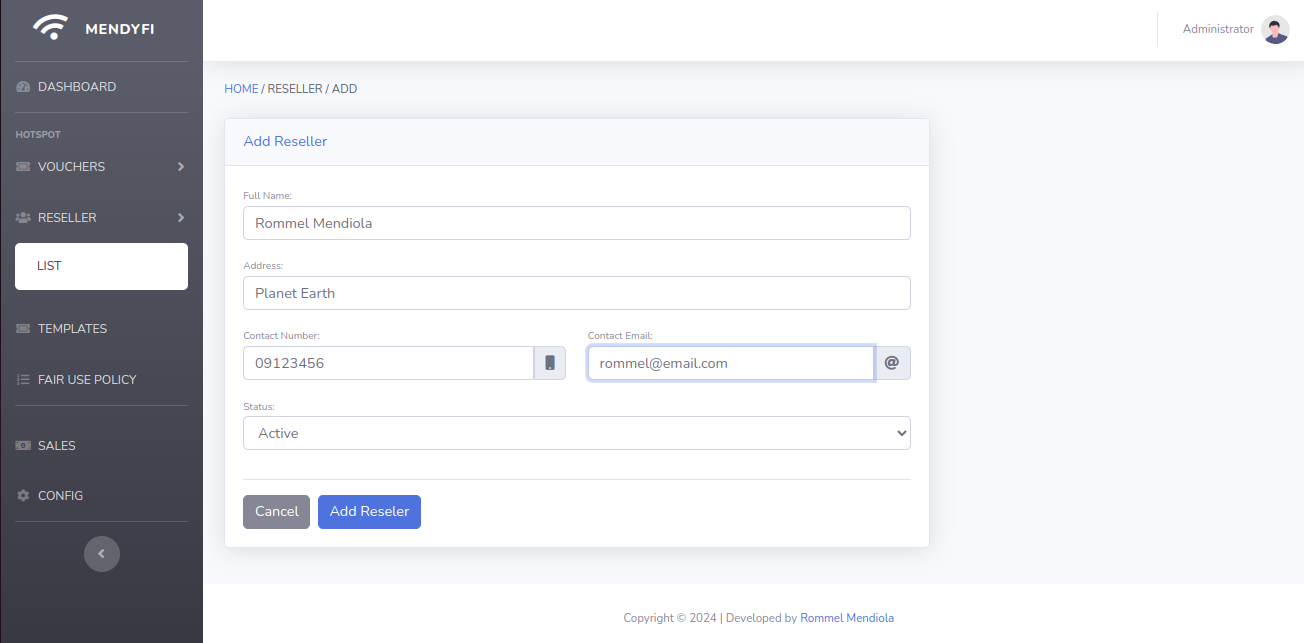 MENDYFI
Administrator
DASHBOARD
HOTSPOT
VOUCHERS
RESELLER
LIST
TEMPLATES
FAIR USE POLICY
SALES
CONFIG
HOME / RESELLER / ADD
Add Reseller
Full Name:
Rommel Mendiola
Address:
Planet Earth
Contact Number:
09123456
Contact Email:
rommel@email.com
@
Status:
Active
Cancel
Add Reseler
Copyright © 2024 | Developed by Rommel Mendiola